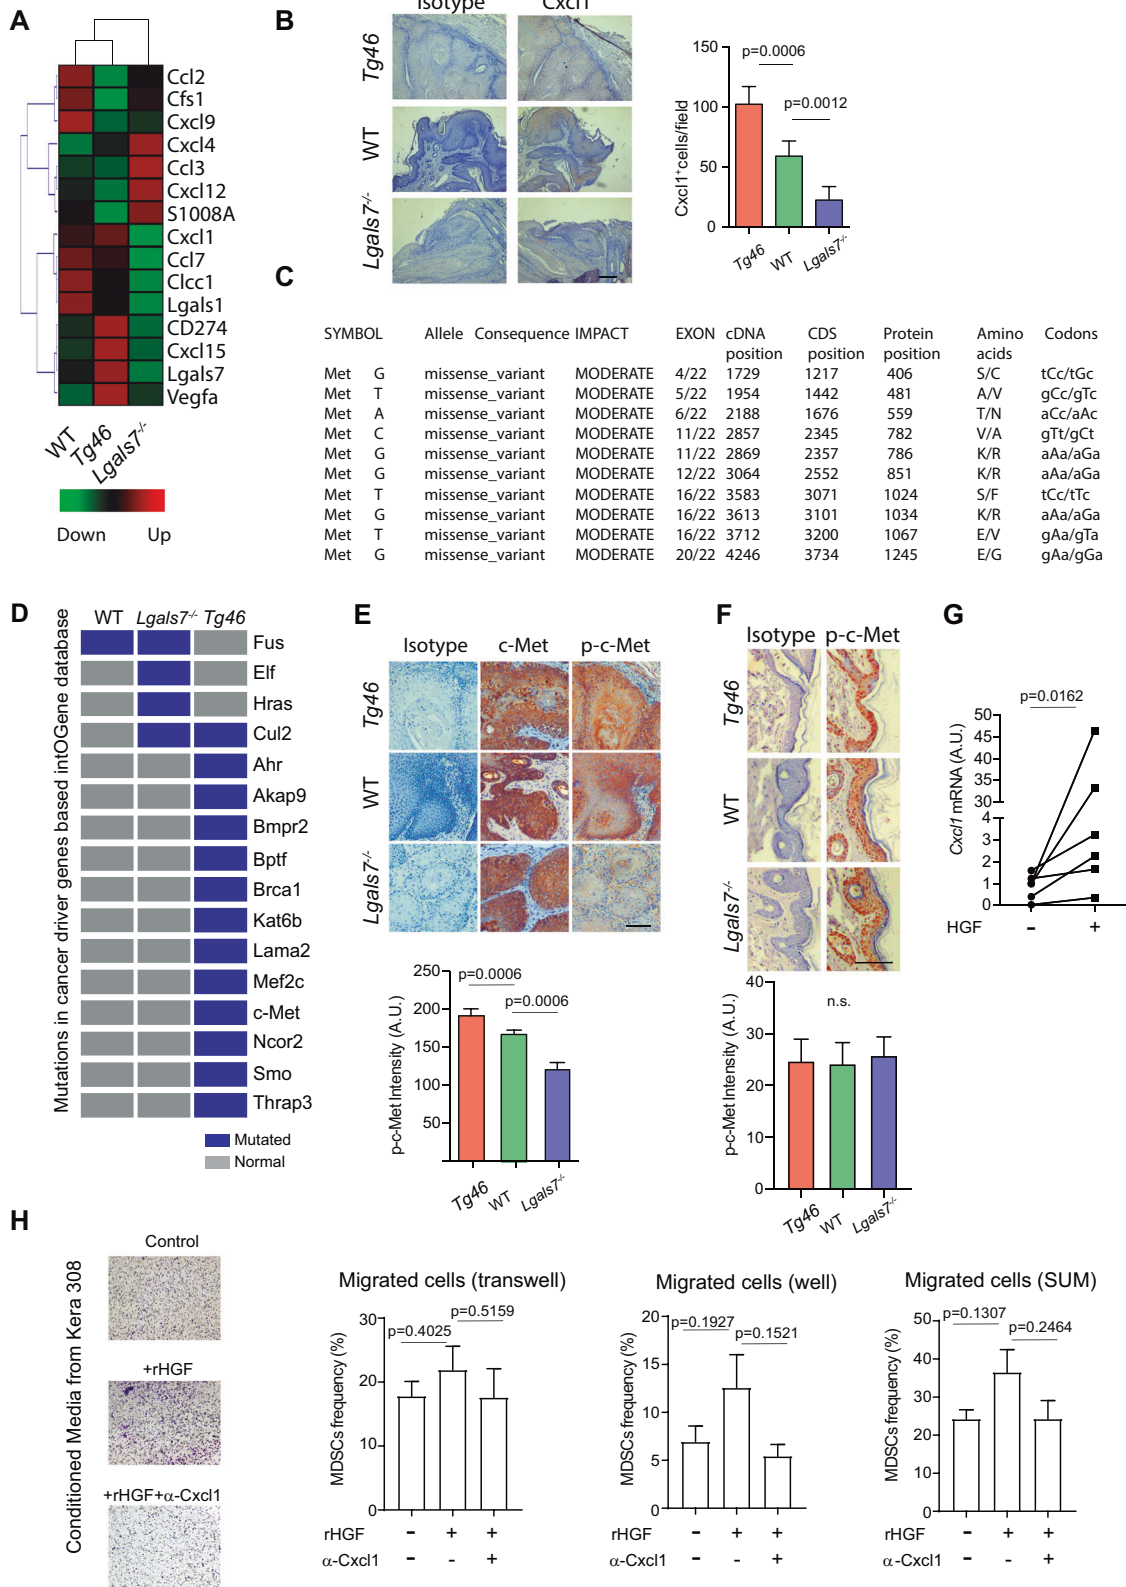 A
Ccl2
Cfs1
Cxcl9
Cxcl4
Ccl3
Cxcl12
S1008A
Cxcl1
Ccl7
Clcc1
Lgals1
CD274
Cxcl15
Lgals7
Vegfa
WT
Tg46
Lgals7-/-
Down Up
B
Isotype Cxcl1
Tg46
WT
Lgals7-/-
Cxcl1+cells/field
150
100
50
0
p=0.0006
p=0.0012
Tg46
WT
Lgals7-/-
C
SYMBOL Allele Consequence IMPACT EXON cDNA position CDS position Protein position Amino acids Codons
Met G missense_variant MODERATE 4/22 1729 1217 406 S/C tCc/tGc
Met T missense_variant MODERATE 5/22 1954 1442 481 A/V gCc/gTc
Met A missense_variant MODERATE 6/22 2188 1676 559 T/N aCc/aAc
Met C missense_variant MODERATE 11/22 2857 2345 782 V/A gTt/gCt
Met G missense_variant MODERATE 11/22 2869 2357 786 K/R aAa/aGa
Met G missense_variant MODERATE 12/22 3064 2552 851 K/R aAa/aGa
Met T missense_variant MODERATE 16/22 3583 3071 1024 S/F tCc/tTc
Met G missense_variant MODERATE 16/22 3613 3101 1034 K/R aAa/aGa
Met T missense_variant MODERATE 16/22 3712 3200 1067 E/V gAa/gTa
Met G missense_variant MODERATE 20/22 4246 3734 1245 E/G gAa/gGa
D
Mutations in cancer driver genes based intOGene database
WT Lgals7-/- Tg46
Fus
Elf
Hras
Cul2
Ahr
Akap9
Bmpr2
Bptf
Brca1
Kat6b
Lama2
Mef2c
c-Met
Ncor2
Smo
Thrap3
Mutated
Normal
E
Isotype c-Met p-c-Met
Tg46
WT
Lgals7-/-
p-c-Met Intensity (A.U.)
250
200
150
100
50
p=0.0006
p=0.0006
Tg46
WT
Lgals7-/-
F
Isotype p-c-Met
Tg46
WT
Lgals7-/-
p-c-Met Intensity (A.U.)
40
30
20
10
0
n.s.
Tg46
WT
Lgals7-/-
G
p=0.0162
Cxcl1 mRNA (A.U.)
50
45
40
35
30
4
3
2
1
0
HGF - +
H
Conditioned Media from Kera 308
Control
+rHGF
+rHGF+α-Cxcl1
Migrated cells (transwell)
MDSCs frequency (%)
30
20
10
0
p=0.4025
p=0.5159
rHGF - + +
α-Cxcl1 - - +
Migrated cells (well)
MDSCs frequency (%)
20
15
10
5
0
p=0.1927
p=0.1521
rHGF - + +
α-Cxcl1 - - +
Migrated cells (SUM)
MDSCs frequency (%)
50
40
30
20
10
0
p=0.1307
p=0.2464
rHGF - + +
α-Cxcl1 - - +